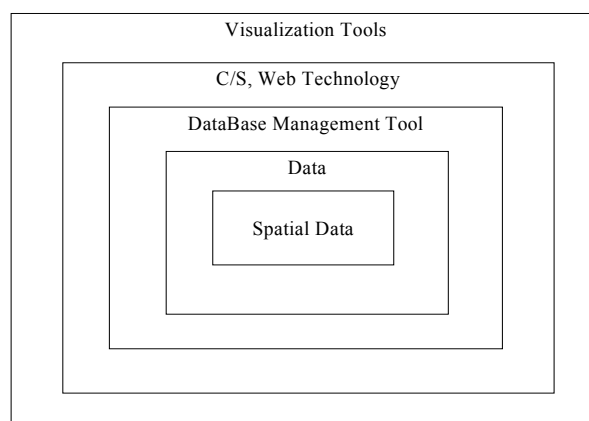 Visualization Tools
C/S, Web Technology
DataBase Management Tool
Data
Spatial Data